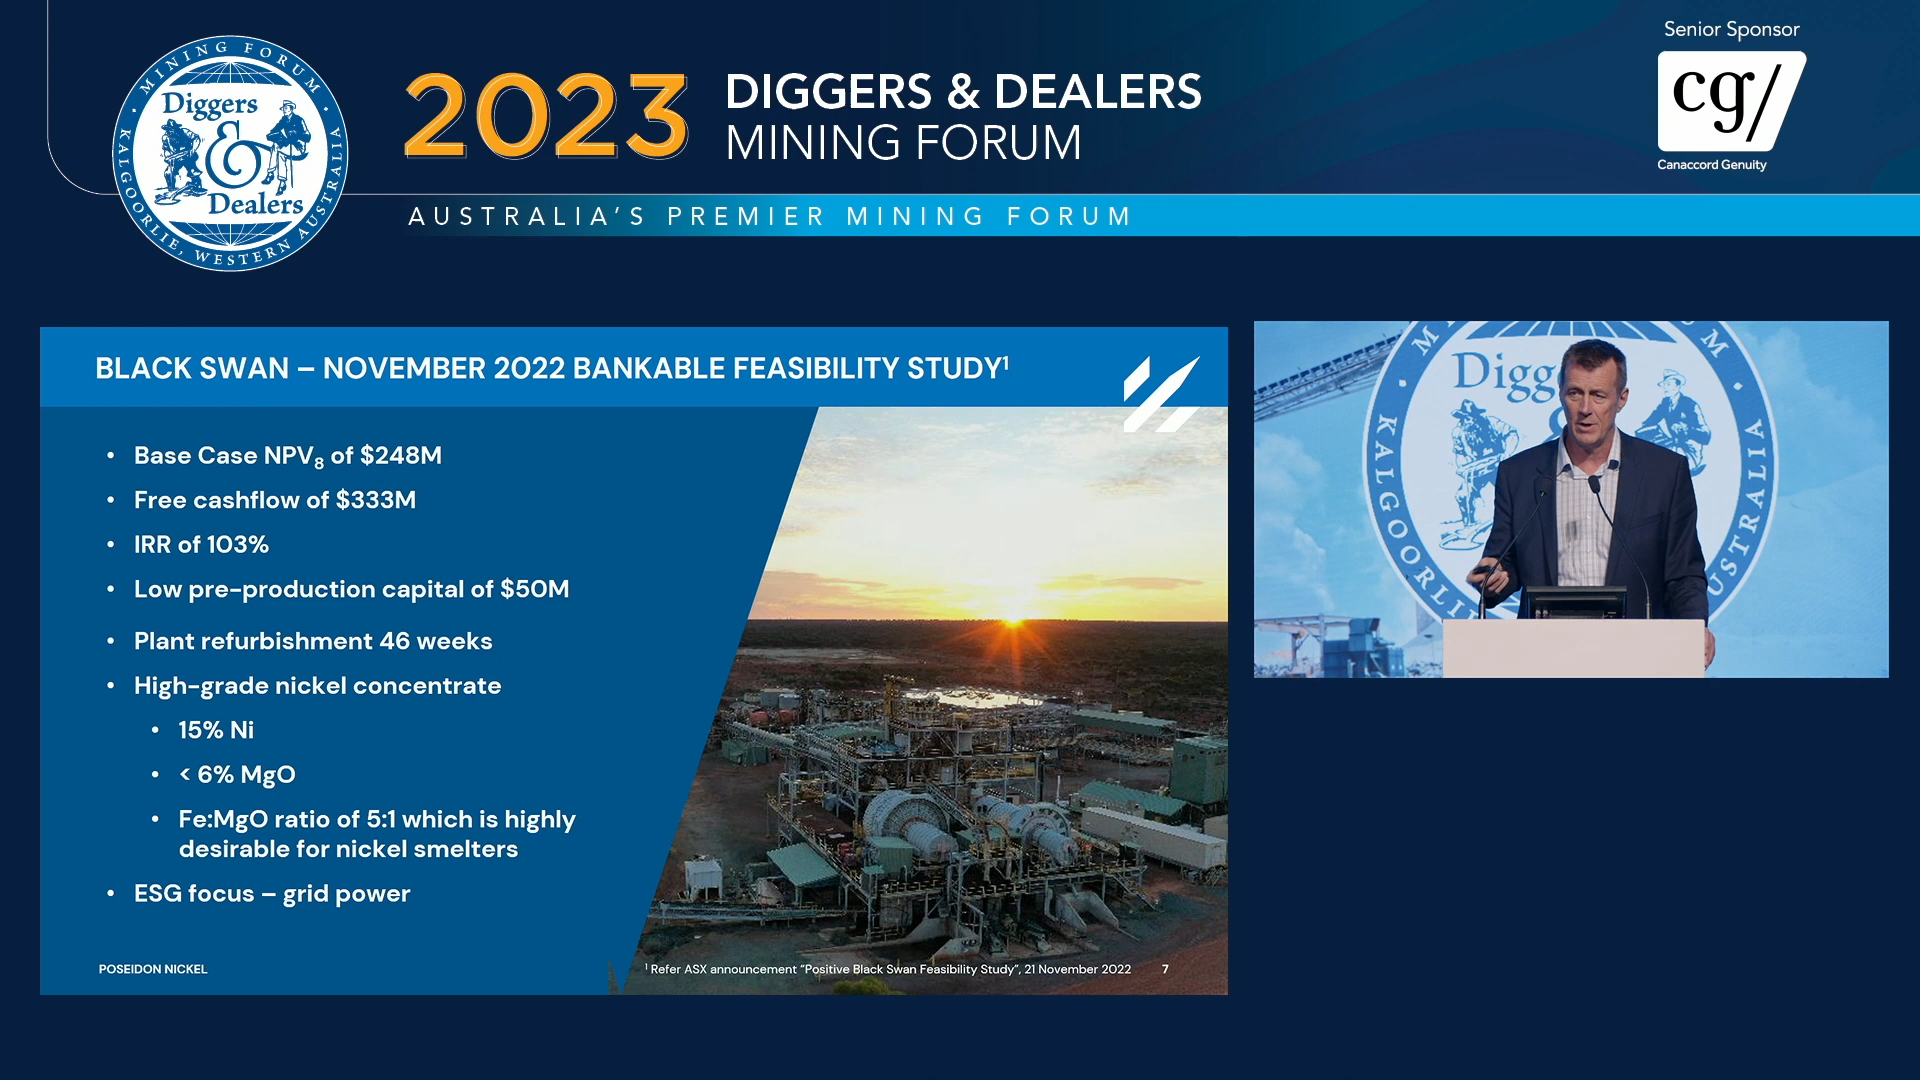 MINING FORUM
Diggers
&
Dealers
KALGOORLIE, WESTERN AUSTRALIA
2023
DIGGERS & DEALERS
MINING FORUM
AUSTRALIA'S PREMIER MINING FORUM
Senior Sponsor
cg/
Canaccord Genuity
BLACK SWAN – NOVEMBER 2022 BANKABLE FEASIBILITY STUDY¹
• Base Case NPV₈ of $248M
• Free cashflow of $333M
• IRR of 103%
• Low pre-production capital of $50M
• Plant refurbishment 46 weeks
• High-grade nickel concentrate
• 15% Ni
• < 6% MgO
• Fe:MgO ratio of 5:1 which is highly
desirable for nickel smelters
• ESG focus – grid power
POSEIDON NICKEL
¹ Refer ASX announcement "Positive Black Swan Feasibility Study", 21 November 2022
7
Digg
KALGOORLI
USTRALIA